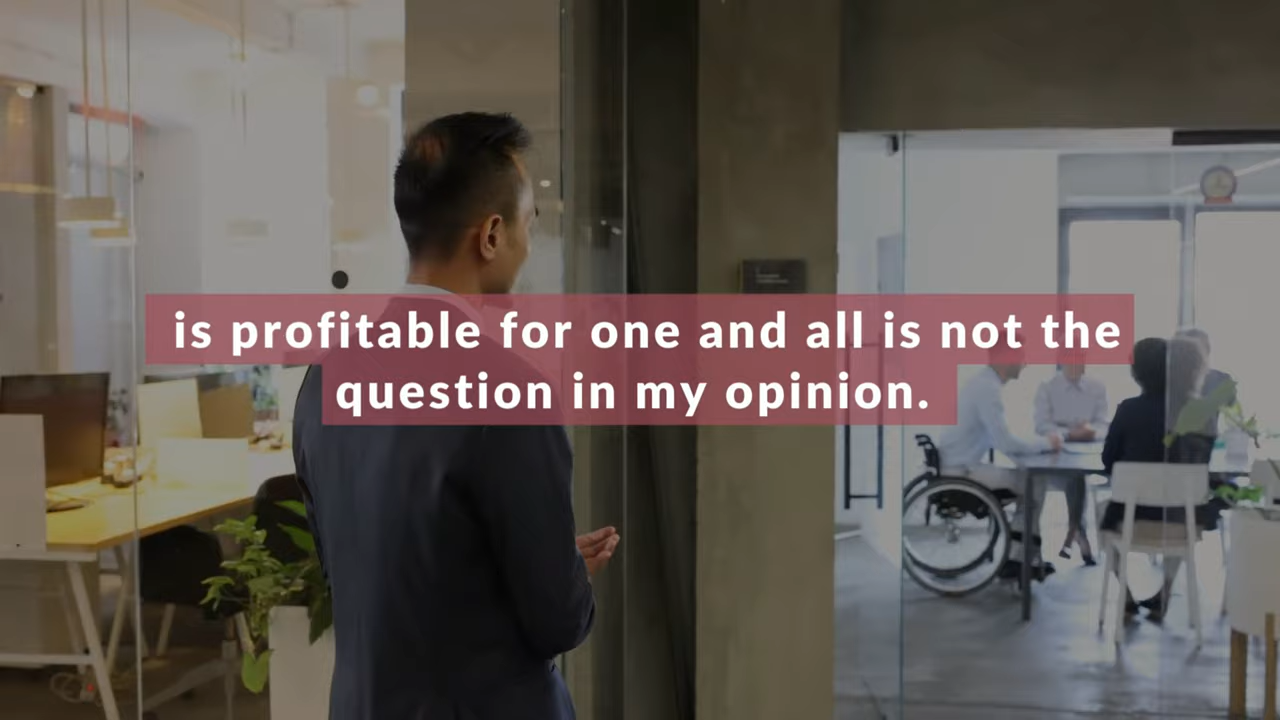 is profitable for one and all is not the
question in my opinion.